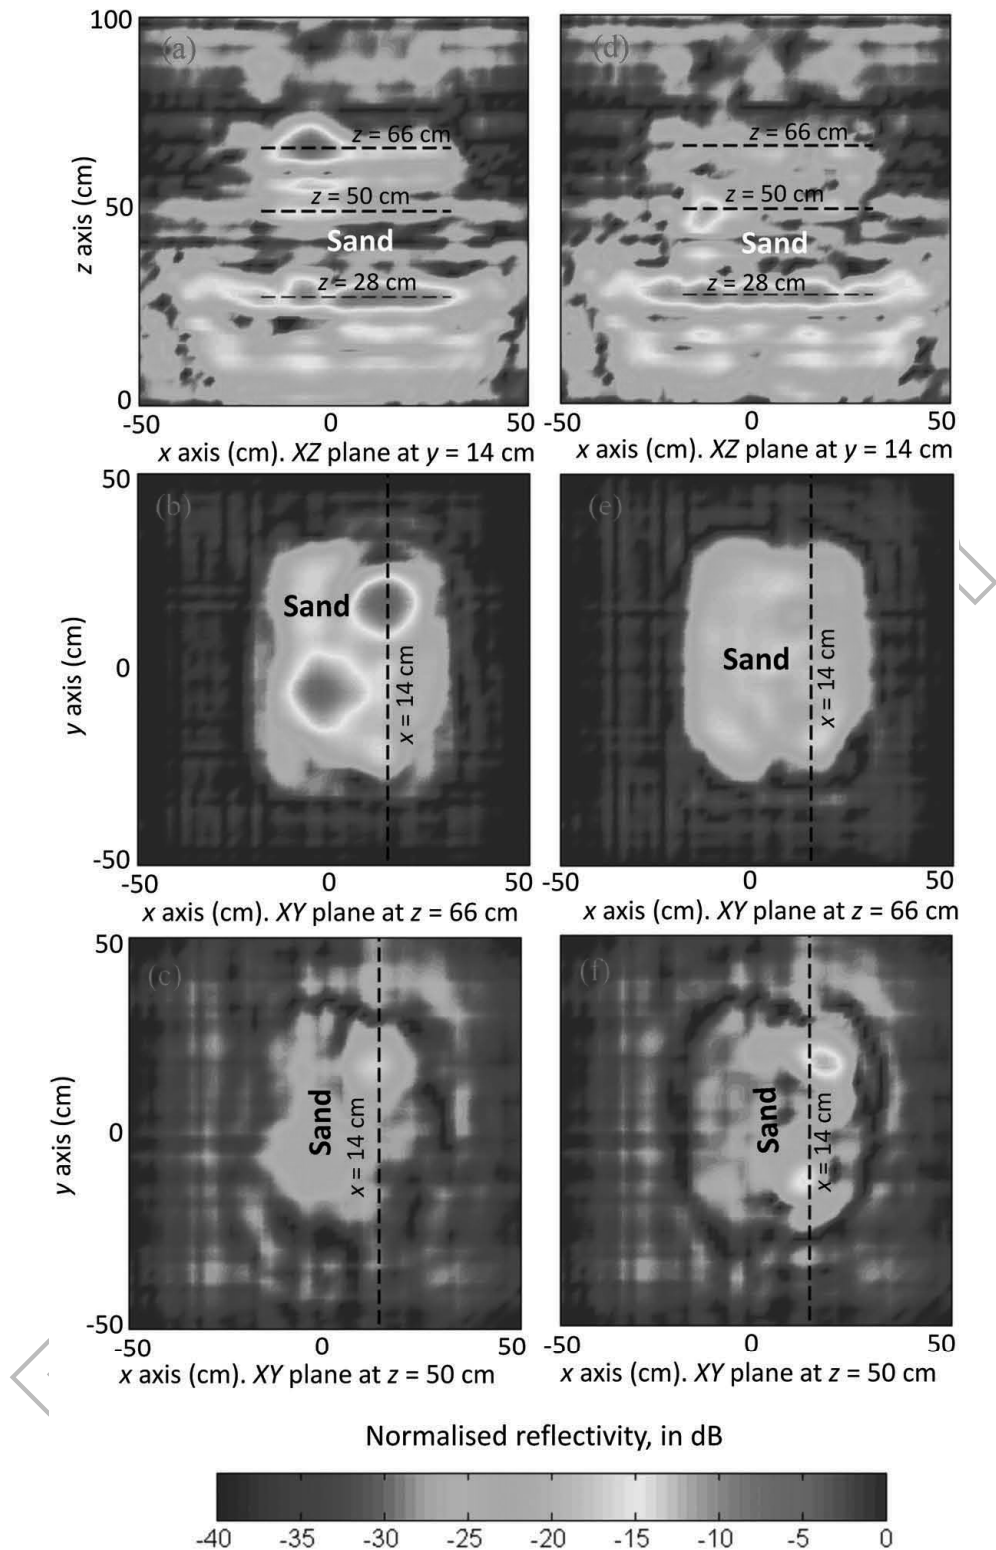 100
50
0
z axis (cm)
(a)
z = 66 cm
z = 50 cm
Sand
z = 28 cm
-50
0
50
x axis (cm). XZ plane at y = 14 cm
(d)
z = 66 cm
z = 50 cm
Sand
z = 28 cm
-50
0
50
x axis (cm). XZ plane at y = 14 cm
50
0
-50
y axis (cm)
(b)
Sand
x = 14 cm
-50
0
50
x axis (cm). XY plane at z = 66 cm
(e)
Sand
x = 14 cm
-50
0
50
x axis (cm). XY plane at z = 66 cm
50
0
-50
y axis (cm)
(c)
Sand
x = 14 cm
-50
0
50
x axis (cm). XY plane at z = 50 cm
(f)
Sand
x = 14 cm
-50
0
50
x axis (cm). XY plane at z = 50 cm
Normalised reflectivity, in dB
-40 -35 -30 -25 -20 -15 -10 -5 0